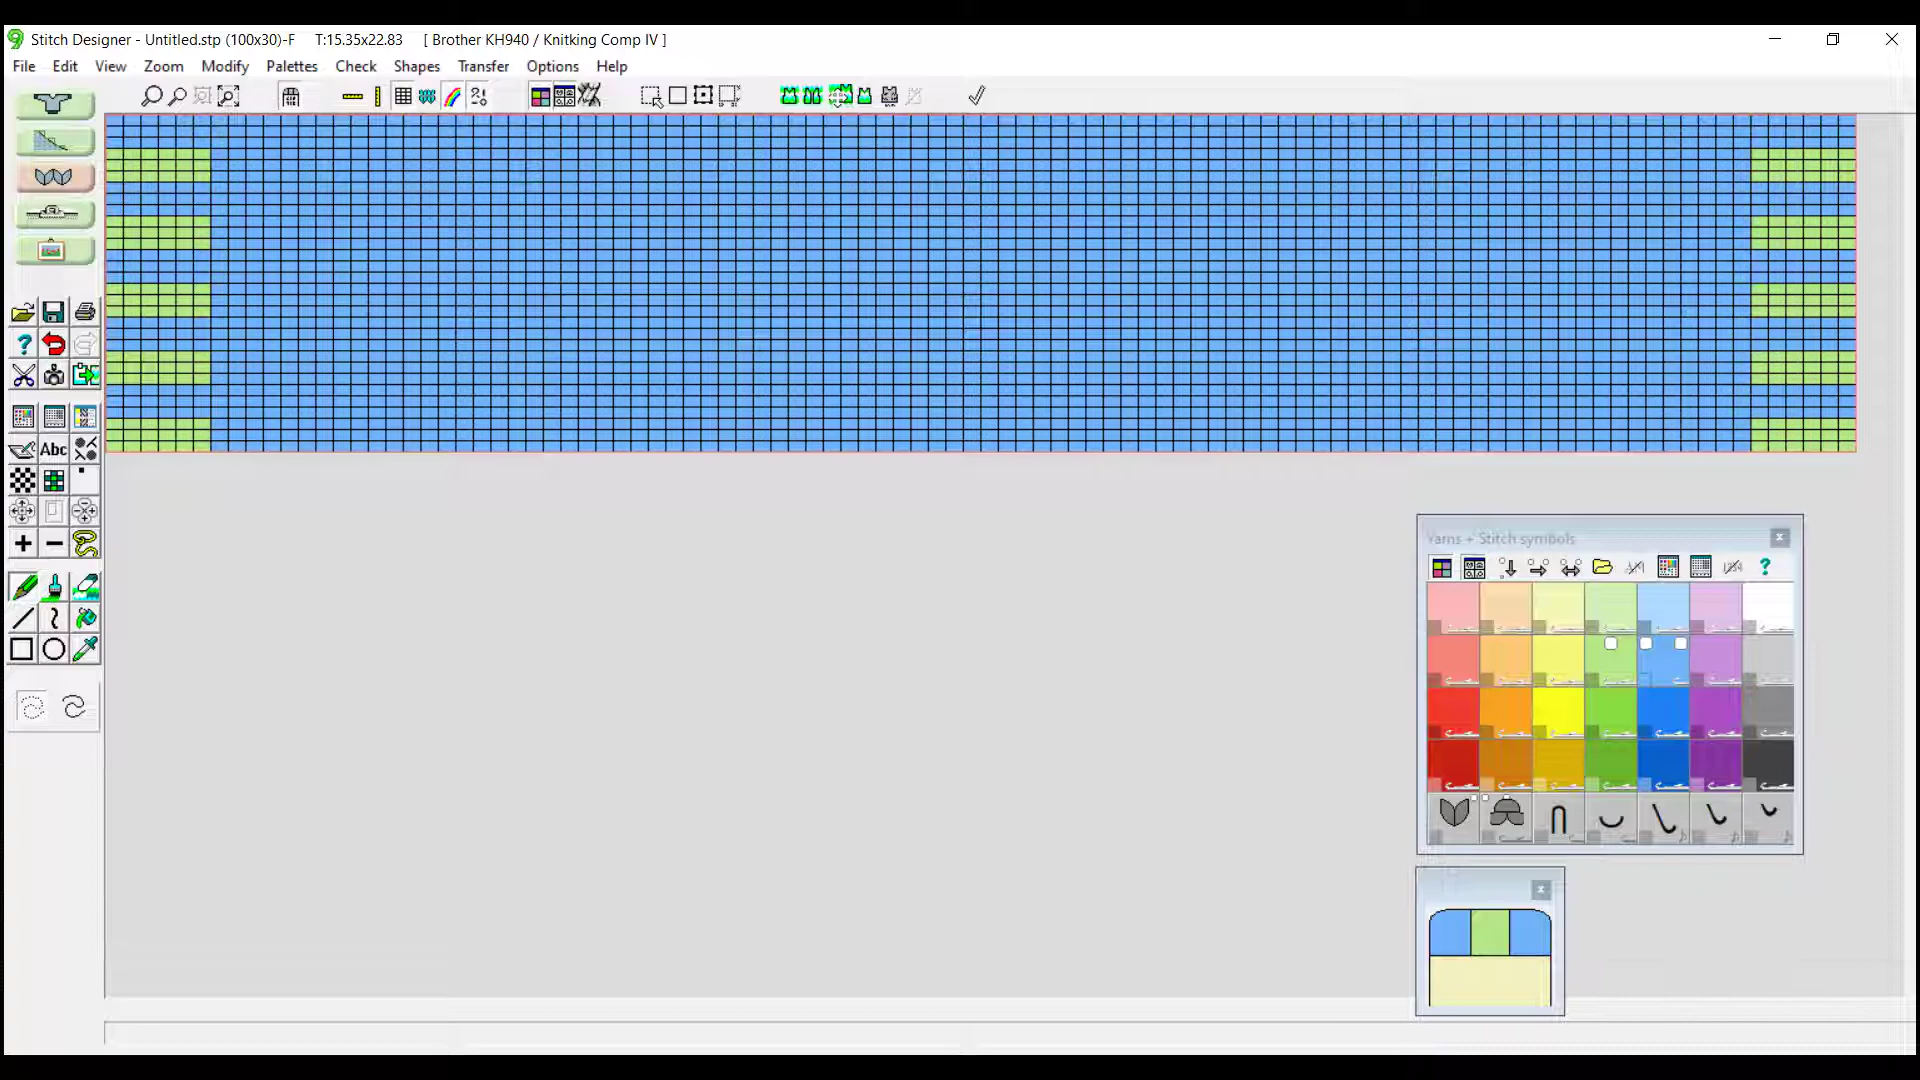 Stitch Designer - Untitled.stp (100x30)-F T:15.35x22.83 [ Brother KH940 / Knitking Comp IV ]
File Edit View Zoom Modify Palettes Check Shapes Transfer Options Help
Abc
Yarns + Stitch symbols